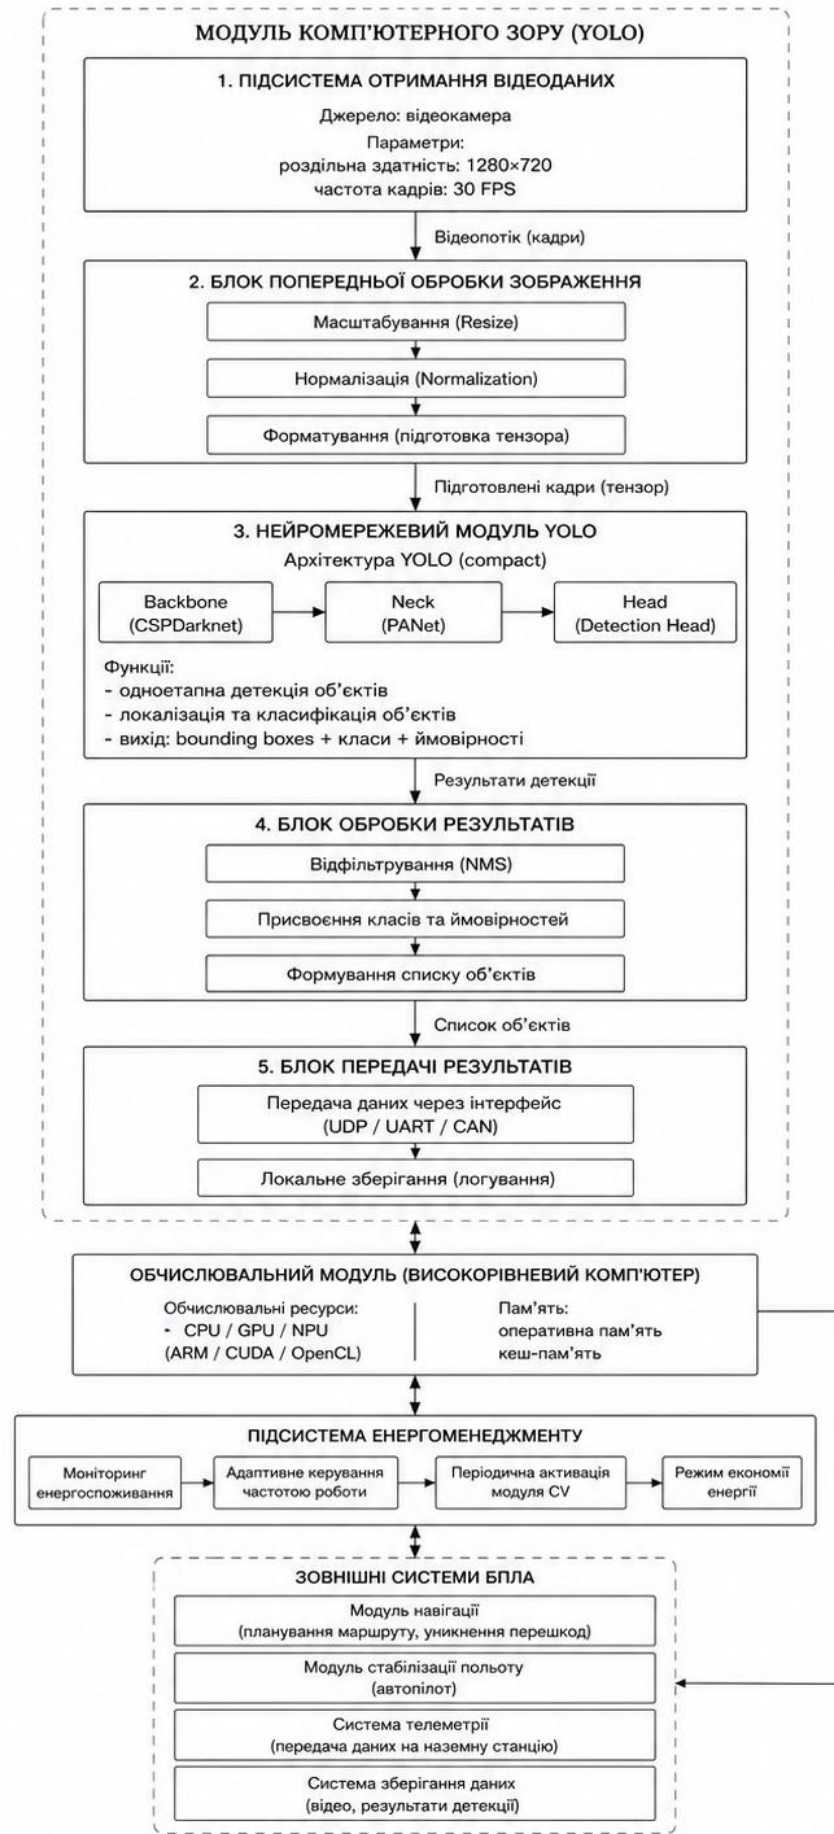 МОДУЛЬ КОМП'ЮТЕРНОГО ЗОРУ (YOLO)
1. ПІДСИСТЕМА ОТРИМАННЯ ВІДЕОДАНИХ
Джерело: відеокамера
Параметри:
роздільна здатність: 1280×720
частота кадрів: 30 FPS
Відеопотік (кадри)
2. БЛОК ПОПЕРЕДНЬОЇ ОБРОБКИ ЗОБРАЖЕННЯ
Масштабування (Resize)
Нормалізація (Normalization)
Форматування (підготовка тензора)
Підготовлені кадри (тензор)
3. НЕЙРОМЕРЕЖЕВИЙ МОДУЛЬ YOLO
Архітектура YOLO (compact)
Backbone
(CSPDarknet)
Neck
(PANet)
Head
(Detection Head)
Функції:
- одноетапна детекція об'єктів
- локалізація та класифікація об'єктів
- вихід: bounding boxes + класи + ймовірності
Результати детекції
4. БЛОК ОБРОБКИ РЕЗУЛЬТАТІВ
Відфільтрування (NMS)
Присвоєння класів та ймовірностей
Формування списку об'єктів
Список об'єктів
5. БЛОК ПЕРЕДАЧІ РЕЗУЛЬТАТІВ
Передача даних через інтерфейс
(UDP / UART / CAN)
Локальне зберігання (логування)
ОБЧИСЛЮВАЛЬНИЙ МОДУЛЬ (ВИСОКОРІВНЕВИЙ КОМП'ЮТЕР)
Обчислювальні ресурси:
- CPU / GPU / NPU
(ARM / CUDA / OpenCL)
Пам'ять:
оперативна пам'ять
кеш-пам'ять
ПІДСИСТЕМА ЕНЕРГОМЕНЕДЖМЕНТУ
Моніторинг
енергоспоживання
Адаптивне керування
частотою роботи
Періодична активація
модуля CV
Режим економії
енергії
ЗОВНІШНІ СИСТЕМИ БПЛА
Модуль навігації
(планування маршруту, уникнення перешкод)
Модуль стабілізації польоту
(автопілот)
Система телеметрії
(передача даних на наземну станцію)
Система зберігання даних
(відео, результати детекції)